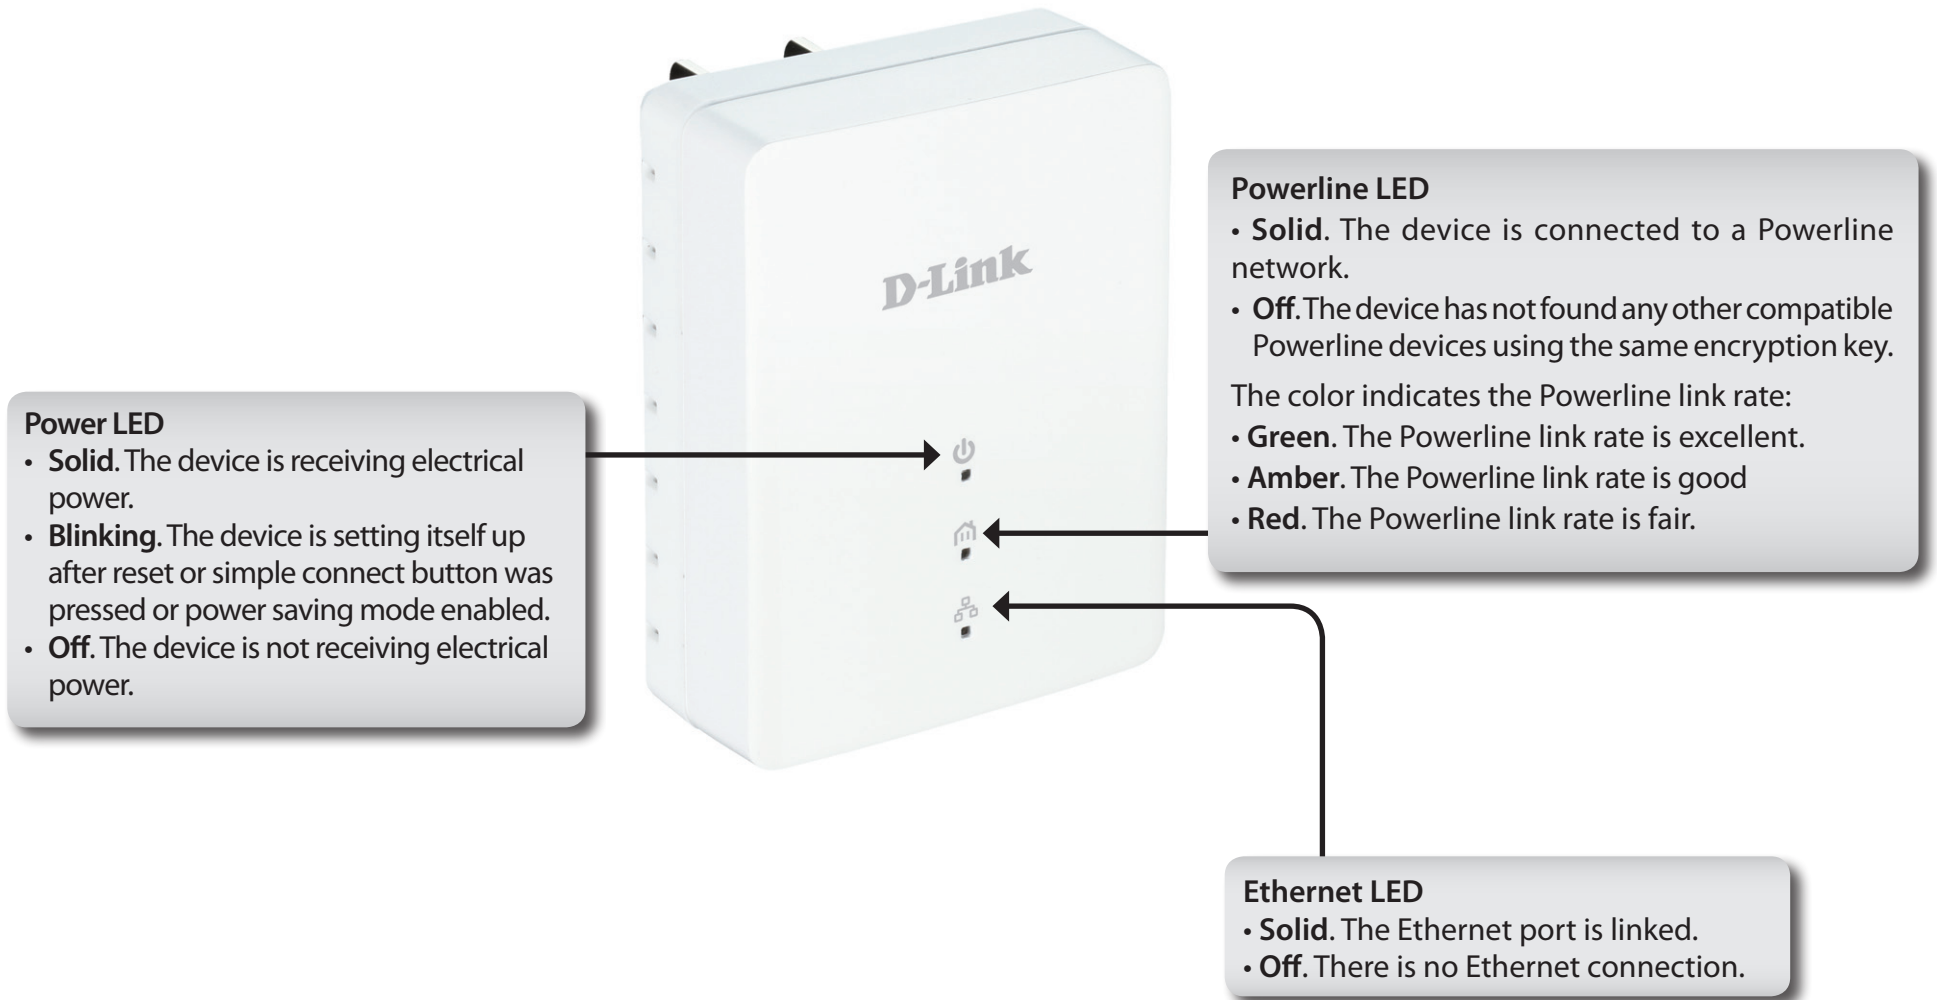 D-Link
Power LED
• Solid. The device is receiving electrical
power.
• Blinking. The device is setting itself up
after reset or simple connect button was
pressed or power saving mode enabled.
• Off. The device is not receiving electrical
power.
Powerline LED
• Solid. The device is connected to a Powerline
network.
• Off. The device has not found any other compatible
Powerline devices using the same encryption key.
The color indicates the Powerline link rate:
• Green. The Powerline link rate is excellent.
• Amber. The Powerline link rate is good
• Red. The Powerline link rate is fair.
Ethernet LED
• Solid. The Ethernet port is linked.
• Off. There is no Ethernet connection.